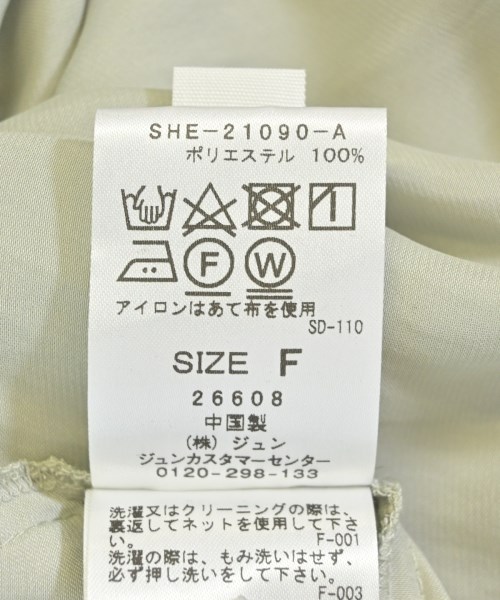 SHE-21090-A
ポリエステル 100%
F W
アイロンはあて布を使用
SD-110
SIZE F
26608
中国製
(株) ジュン
ジュンカスタマーセンター
0120-298-133
洗濯又はクリーニングの際は、
裏返してネットを使用して下さ
い。 F-001
洗濯の際は、もみ洗いはせず、
必ず押し洗いをして下さい。
F-003